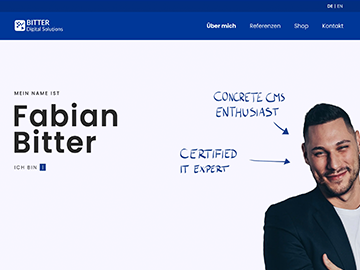 DE | EN
BITTER
Digital Solutions
Über mich
Referenzen
Shop
Kontakt
MEIN NAME IST
Fabian
Bitter
ICH BIN
CONCRETE CMS
ENTHUSIAST
CERTIFIED
IT EXPERT